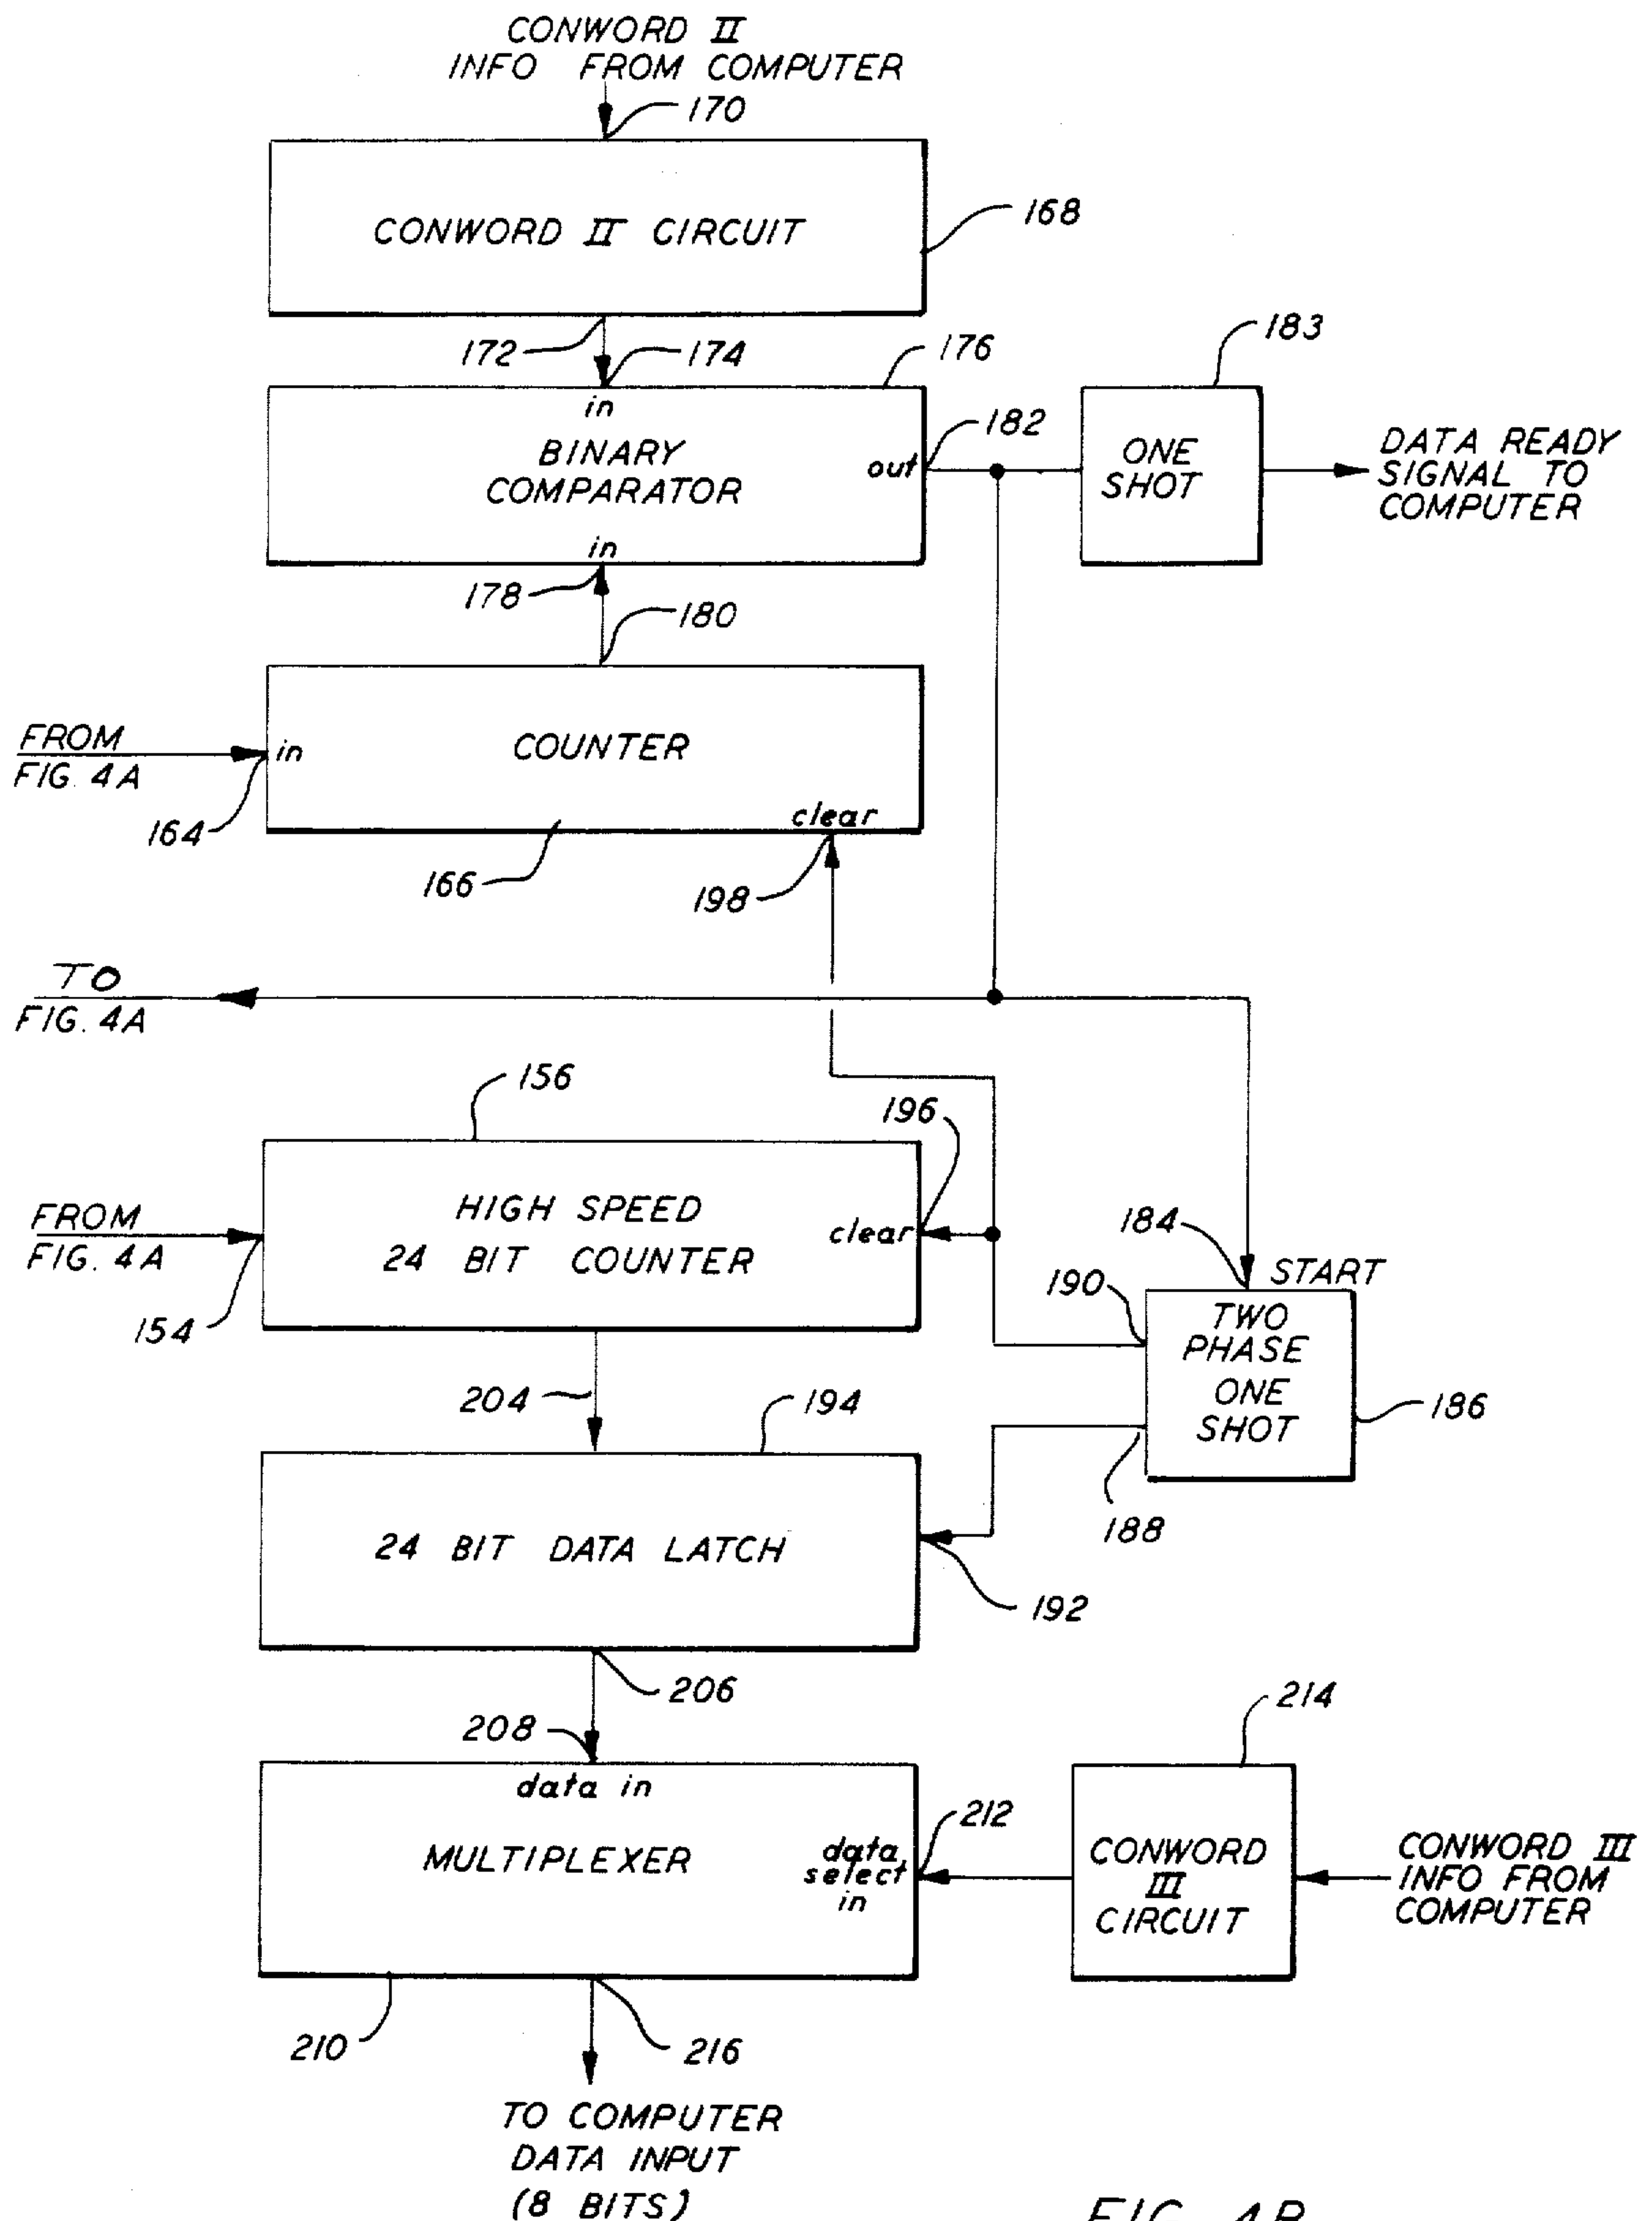 CONWORD II
INFO FROM COMPUTER
170
CONWORD II CIRCUIT
168
172
174
176
183
in
BINARY
COMPARATOR
out
182
ONE
SHOT
DATA READY
SIGNAL TO
COMPUTER
in
178
180
FROM
FIG. 4A
in
COUNTER
clear
164
166
198
TO
FIG. 4A
156
196
HIGH SPEED
24 BIT COUNTER
clear
FROM
FIG. 4A
154
184
START
190
TWO
PHASE
ONE
SHOT
186
188
204
194
24 BIT DATA LATCH
192
206
208
214
data in
MULTIPLEXER
data
select
in
212
CONWORD
III
CIRCUIT
CONWORD III
INFO FROM
COMPUTER
210
216
TO COMPUTER
DATA INPUT
(8 BITS)
FIG. 4B